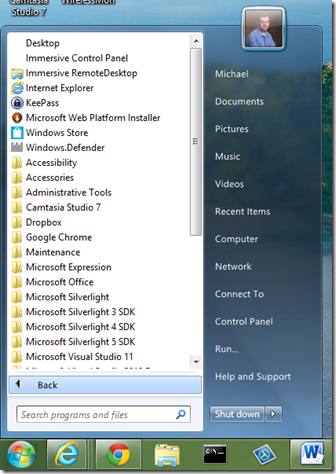 Camtasia
Studio 7
WirelessMon
Desktop
Immersive Control Panel
Immersive RemoteDesktop
Internet Explorer
KeePass
Microsoft Web Platform Installer
Windows Store
Windows.Defender
Accessibility
Accessories
Administrative Tools
Camtasia Studio 7
Dropbox
Google Chrome
Maintenance
Microsoft Expression
Microsoft Office
Microsoft Silverlight
Microsoft Silverlight 3 SDK
Microsoft Silverlight 4 SDK
Microsoft Silverlight 5 SDK
Microsoft Visual Studio 11
Back
Search programs and files
Michael
Documents
Pictures
Music
Videos
Recent Items
Computer
Network
Connect To
Control Panel
Run...
Help and Support
Shut down